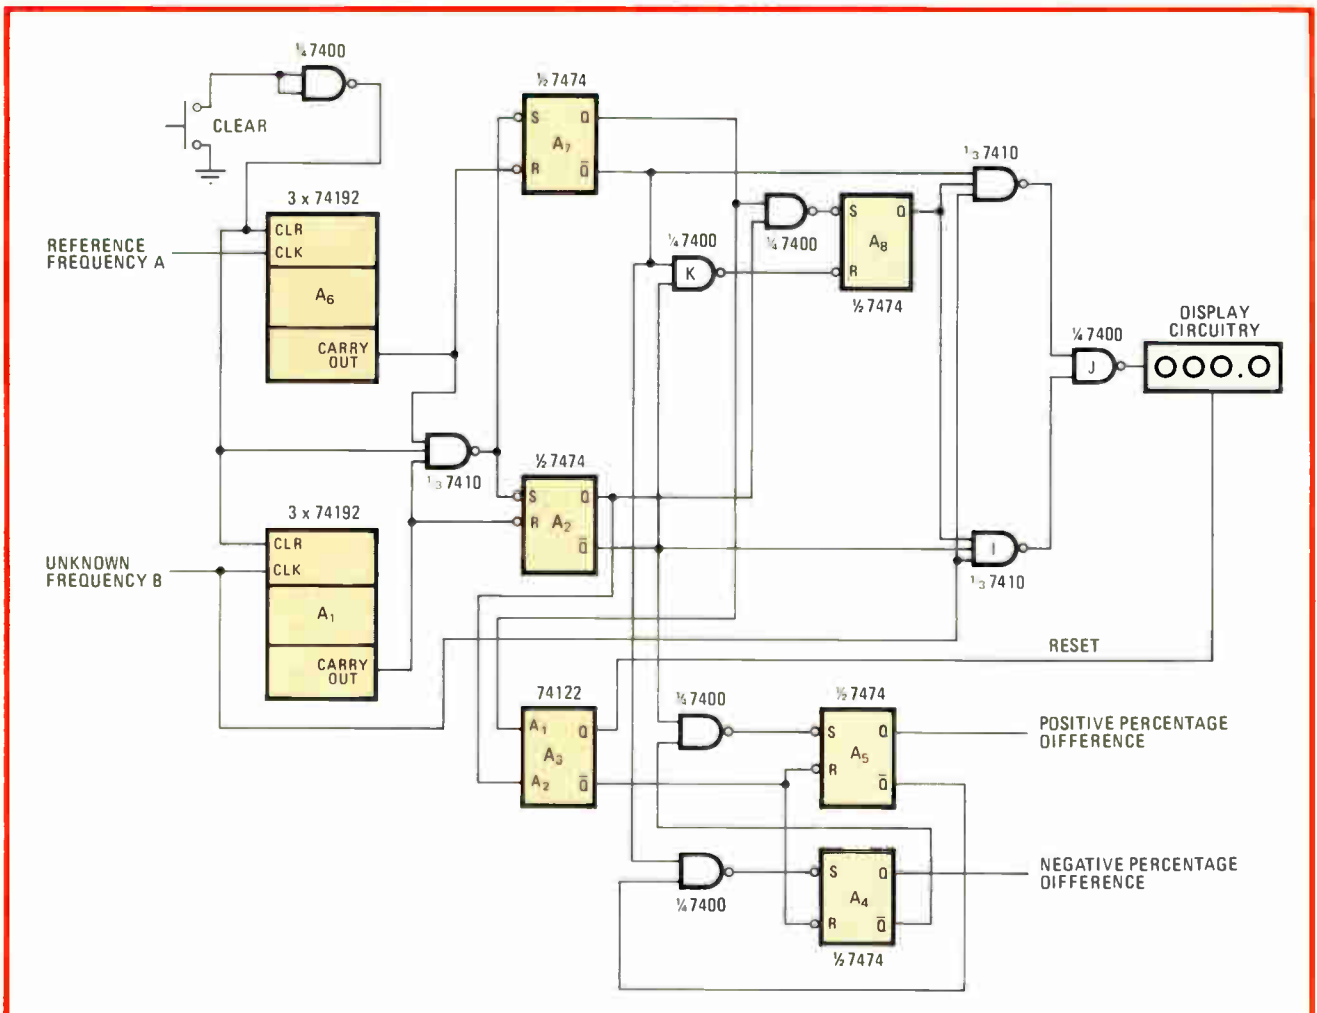 ¼ 7400
½ 7474
CLEAR
S Q
A7
R Q̅
⅓ 7410
3 x 74192
CLR
CLK
A6
CARRY OUT
REFERENCE
FREQUENCY A
¼ 7400
K
¼ 7400
S Q
A8
R
½ 7474
DISPLAY
CIRCUITRY
000.0
¼ 7400
J
⅓ 7410
½ 7474
S Q
R A2
Q̅
3 x 74192
CLR
CLK
A1
CARRY OUT
UNKNOWN
FREQUENCY B
I
⅓ 7410
RESET
74122
A1 Q
A3
A2 Q̅
¼ 7400
½ 7474
S Q
A5
R Q̅
POSITIVE PERCENTAGE
DIFFERENCE
¼ 7400
S Q
A4
R Q̅
½ 7474
NEGATIVE PERCENTAGE
DIFFERENCE